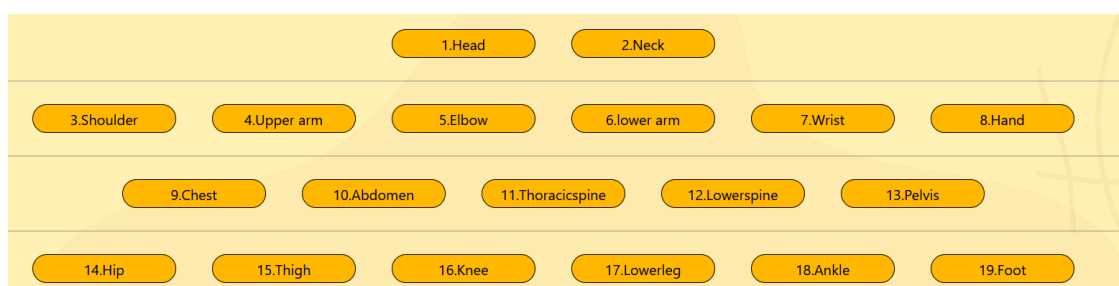 1.Head 2.Neck
3.Shoulder 4.Upper arm 5.Elbow 6.lower arm 7.Wrist 8.Hand
9.Chest 10.Abdomen 11.Thoracicspine 12.Lowerspine 13.Pelvis
14.Hip 15.Thigh 16.Knee 17.Lowerleg 18.Ankle 19.Foot